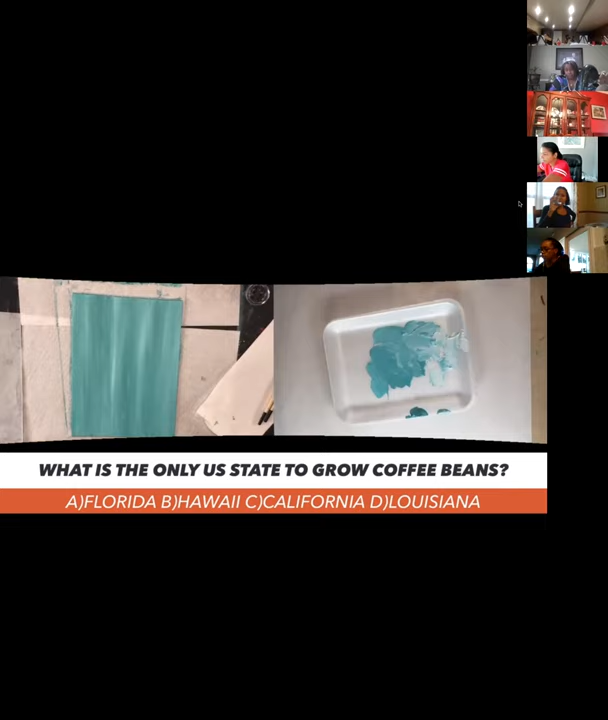 WHAT IS THE ONLY US STATE TO GROW COFFEE BEANS?
A)FLORIDA B)HAWAII C)CALIFORNIA D)LOUISIANA